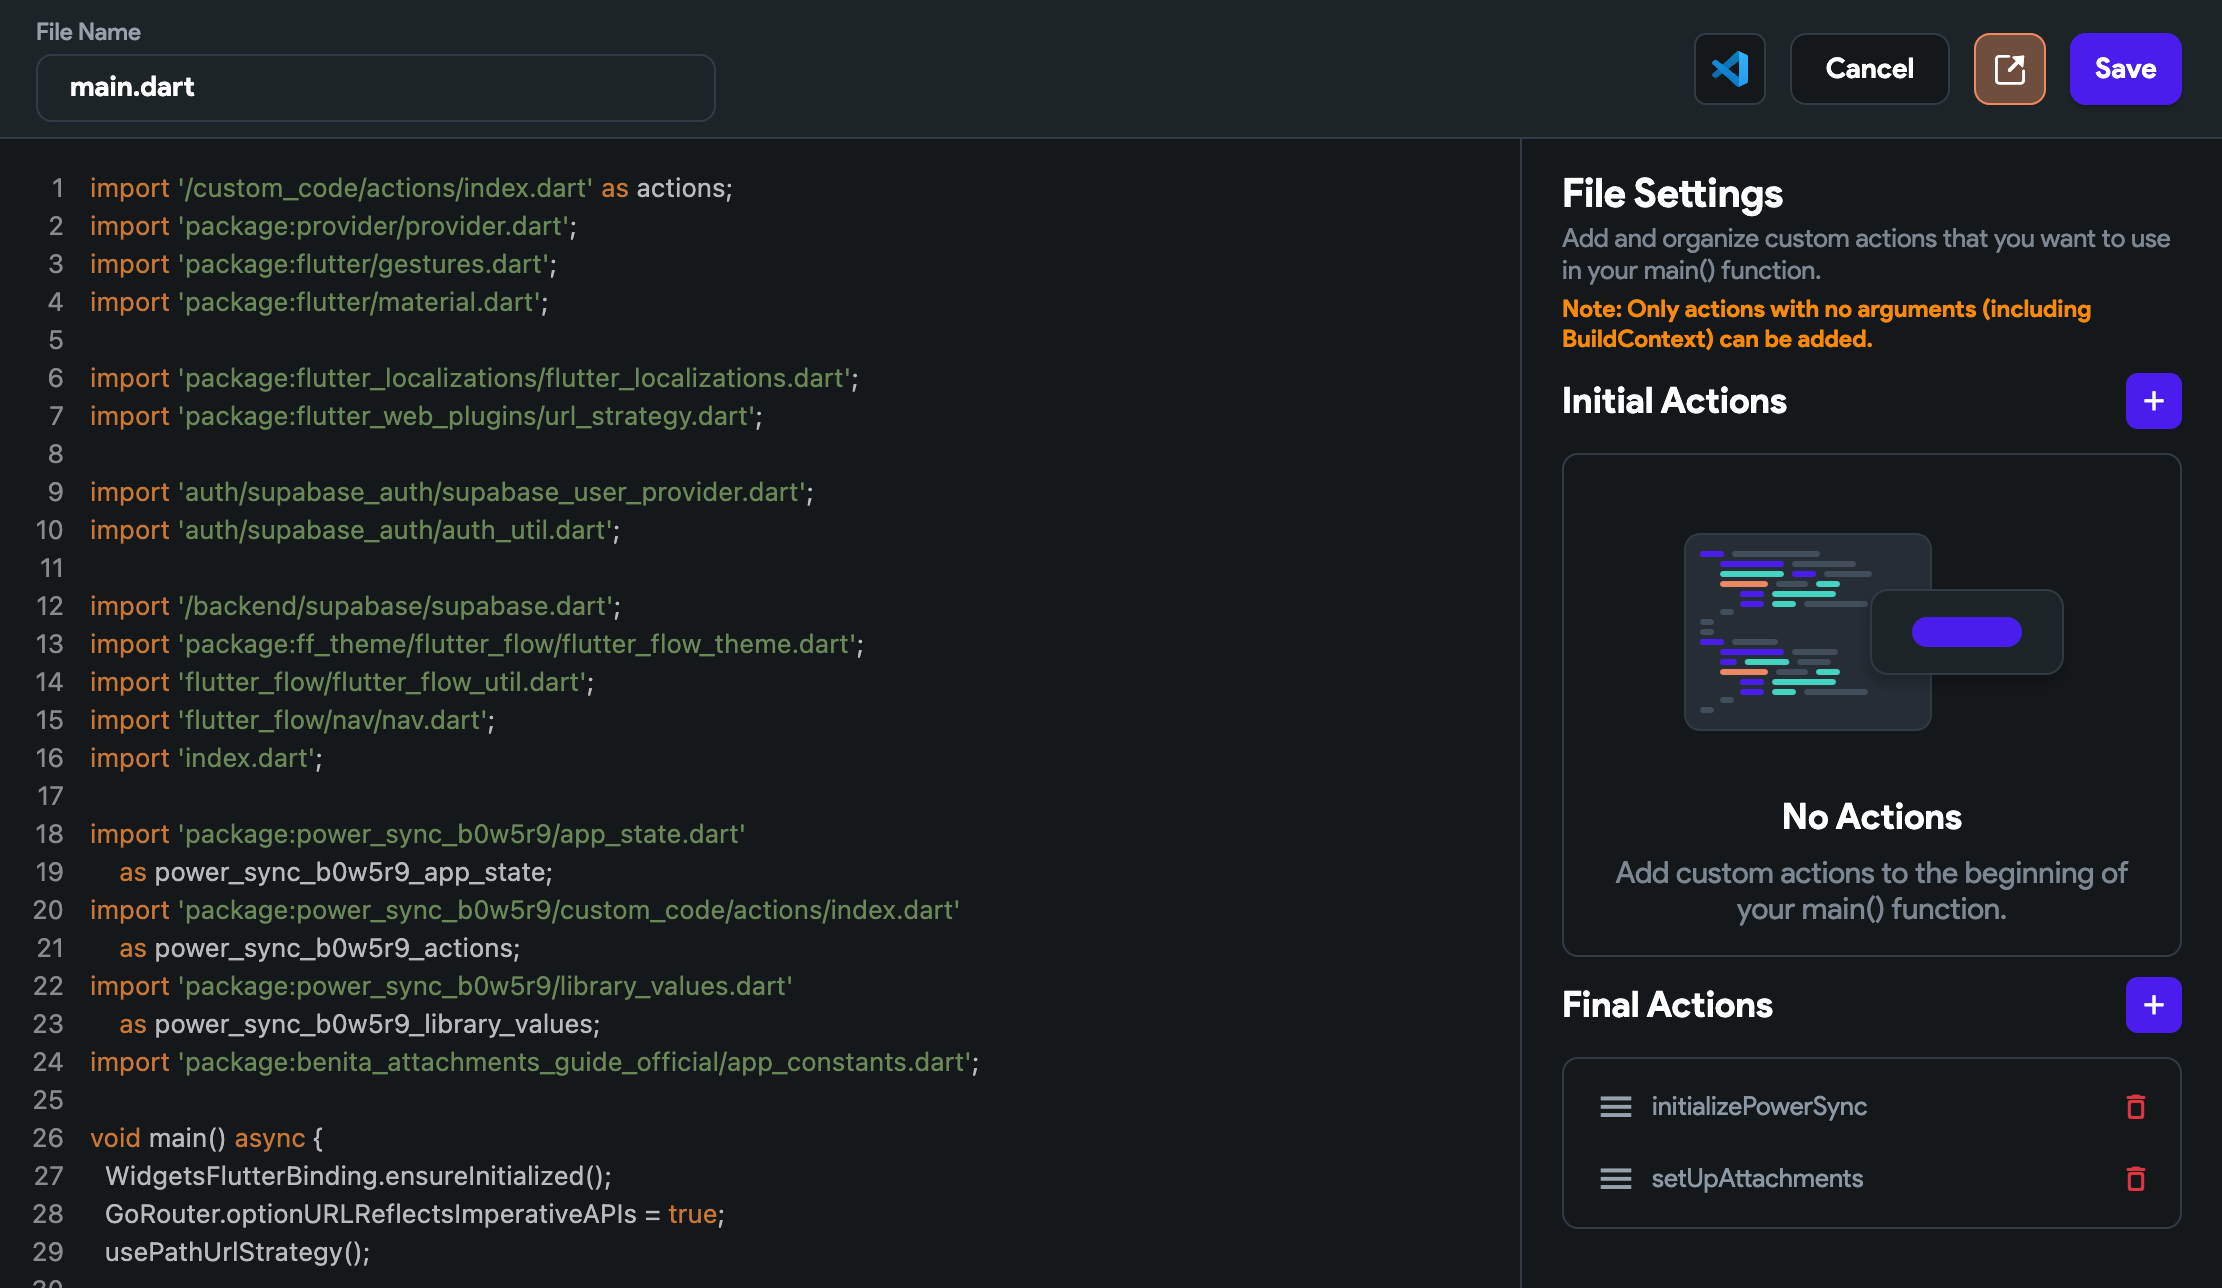 File Name
main.dart
Cancel
Save
1 import '/custom_code/actions/index.dart' as actions;
2 import 'package:provider/provider.dart';
3 import 'package:flutter/gestures.dart';
4 import 'package:flutter/material.dart';
5
6 import 'package:flutter_localizations/flutter_localizations.dart';
7 import 'package:flutter_web_plugins/url_strategy.dart';
8
9 import 'auth/supabase_auth/supabase_user_provider.dart';
10 import 'auth/supabase_auth/auth_util.dart';
11
12 import '/backend/supabase/supabase.dart';
13 import 'package:ff_theme/flutter_flow/flutter_flow_theme.dart';
14 import 'flutter_flow/flutter_flow_util.dart';
15 import 'flutter_flow/nav/nav.dart';
16 import 'index.dart';
17
18 import 'package:power_sync_b0w5r9/app_state.dart'
19 as power_sync_b0w5r9_app_state;
20 import 'package:power_sync_b0w5r9/custom_code/actions/index.dart'
21 as power_sync_b0w5r9_actions;
22 import 'package:power_sync_b0w5r9/library_values.dart'
23 as power_sync_b0w5r9_library_values;
24 import 'package:benita_attachments_guide_official/app_constants.dart';
25
26 void main() async {
27 WidgetsFlutterBinding.ensureInitialized();
28 GoRouter.optionURLReflectsImperativeAPIs = true;
29 usePathUrlStrategy();
30
File Settings
Add and organize custom actions that you want to use
in your main() function.
Note: Only actions with no arguments (including
BuildContext) can be added.
Initial Actions
No Actions
Add custom actions to the beginning of
your main() function.
Final Actions
initializePowerSync
setUpAttachments